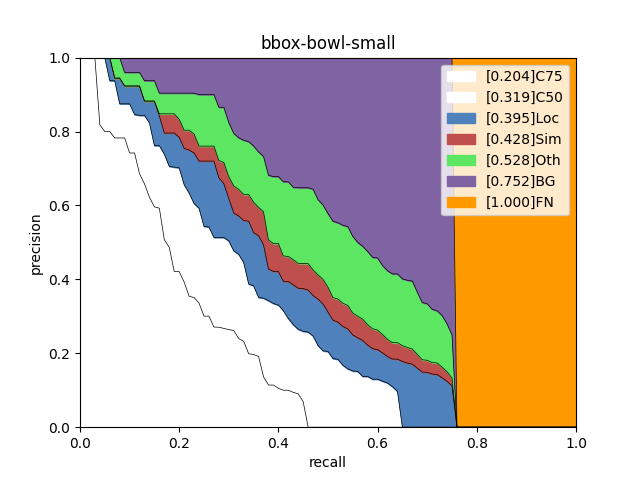 bbox-bowl-small
1.0
0.8
0.6
0.4
0.2
0.0
precision
[0.204]C75
[0.319]C50
[0.395]Loc
[0.428]Sim
[0.528]Oth
[0.752]BG
[1.000]FN
0.0 0.2 0.4 0.6 0.8 1.0
recall